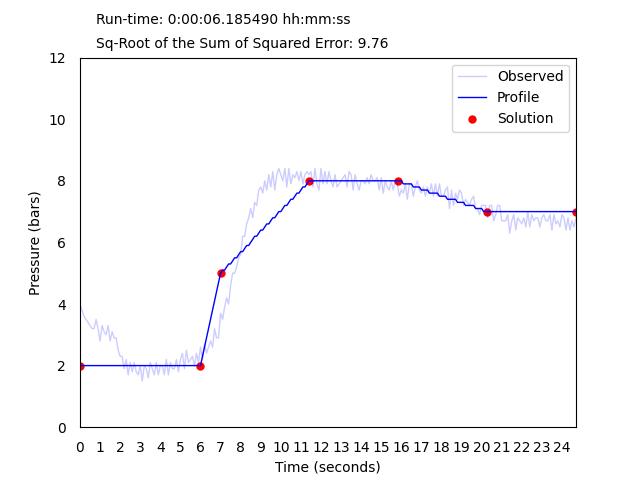 Run-time: 0:00:06.185490 hh:mm:ss
Sq-Root of the Sum of Squared Error: 9.76
12
10
8
6
4
2
0
Pressure (bars)
Observed
Profile
Solution
0 1 2 3 4 5 6 7 8 9 10 11 12 13 14 15 16 17 18 19 20 21 22 23 24
Time (seconds)